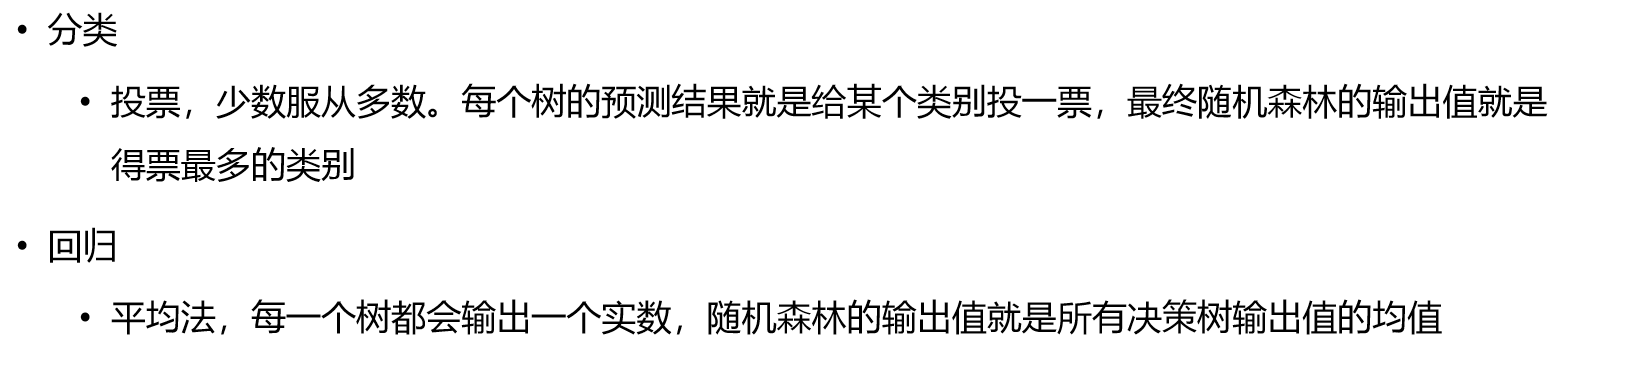 • 分类
• 投票，少数服从多数。每个树的预测结果就是给某个类别投一票，最终随机森林的输出值就是
得票最多的类别
• 回归
• 平均法，每一个树都会输出一个实数，随机森林的输出值就是所有决策树输出值的均值